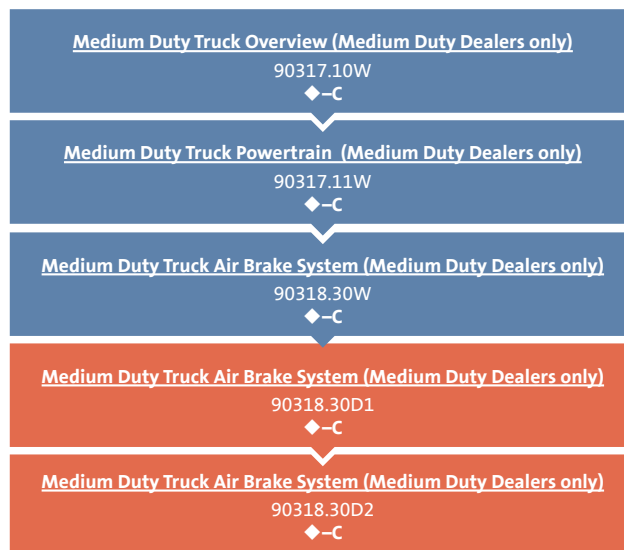 Medium Duty Truck Overview (Medium Duty Dealers only)
90317.10W
◆–C
Medium Duty Truck Powertrain  (Medium Duty Dealers only)
90317.11W
◆–C
Medium Duty Truck Air Brake System (Medium Duty Dealers only)
90318.30W
◆–C
Medium Duty Truck Air Brake System (Medium Duty Dealers only)
90318.30D1
◆–C
Medium Duty Truck Air Brake System (Medium Duty Dealers only)
90318.30D2
◆–C